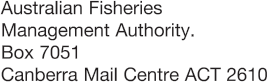 Australian Fisheries
Management Authority.
Box 7051
Canberra Mail Centre ACT 2610